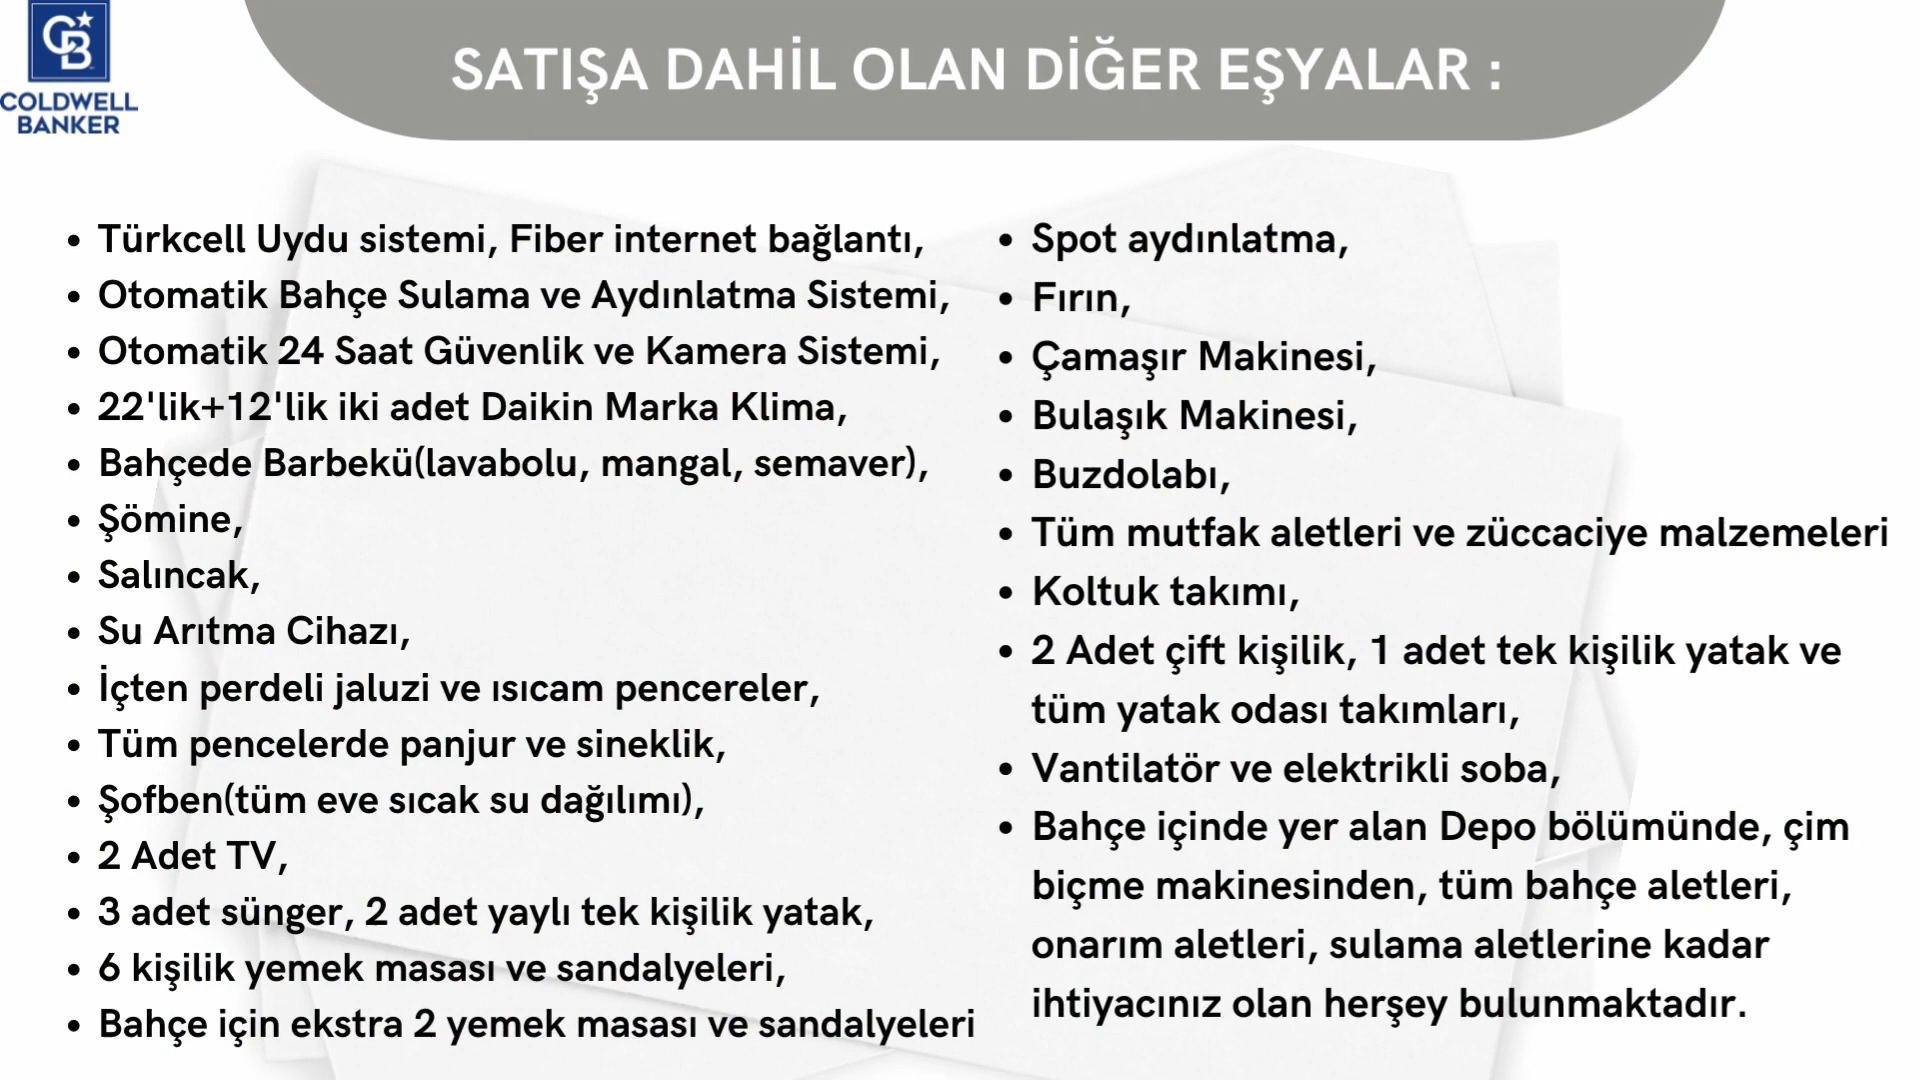 CB
COLDWELL
BANKER
SATIŞA DAHİL OLAN DİĞER EŞYALAR :
• Türkcell Uydu sistemi, Fiber internet bağlantı,
• Otomatik Bahçe Sulama ve Aydınlatma Sistemi,
• Otomatik 24 Saat Güvenlik ve Kamera Sistemi,
• 22'lik+12'lik iki adet Daikin Marka Klima,
• Bahçede Barbekü(lavabolu, mangal, semaver),
• Şömine,
• Salıncak,
• Su Arıtma Cihazı,
• İçten perdeli jaluzi ve ısıcam pencereler,
• Tüm pencelerde panjur ve sineklik,
• Şofben(tüm eve sıcak su dağılımı),
• 2 Adet TV,
• 3 adet sünger, 2 adet yaylı tek kişilik yatak,
• 6 kişilik yemek masası ve sandalyeleri,
• Bahçe için ekstra 2 yemek masası ve sandalyeleri
• Spot aydınlatma,
• Fırın,
• Çamaşır Makinesi,
• Bulaşık Makinesi,
• Buzdolabı,
• Tüm mutfak aletleri ve züccaciye malzemeleri
• Koltuk takımı,
• 2 Adet çift kişilik, 1 adet tek kişilik yatak ve
tüm yatak odası takımları,
• Vantilatör ve elektrikli soba,
• Bahçe içinde yer alan Depo bölümünde, çim
biçme makinesinden, tüm bahçe aletleri,
onarım aletleri, sulama aletlerine kadar
ihtiyacınız olan herşey bulunmaktadır.